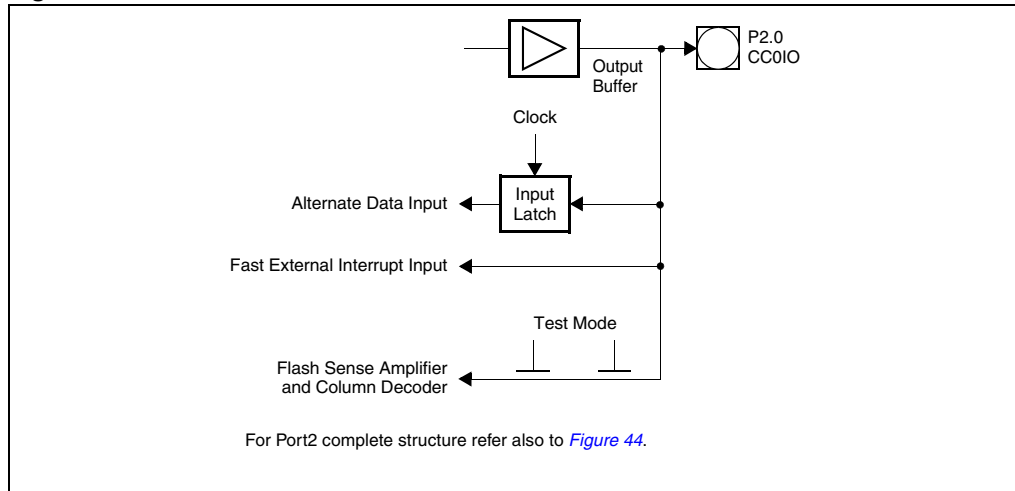 P2.0
CC0IO
Output
Buffer
Clock
Input
Latch
Alternate Data Input
Fast External Interrupt Input
Test Mode
Flash Sense Amplifier
and Column Decoder
For Port2 complete structure refer also to Figure 44.